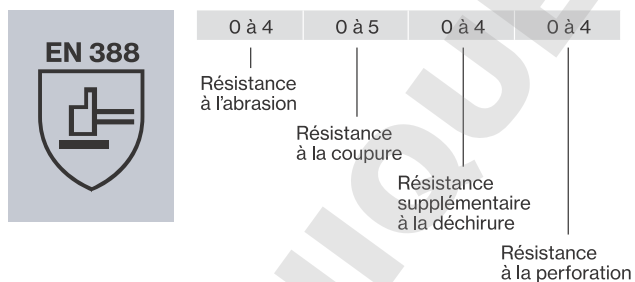 EN 388
0 à 4 0 à 5 0 à 4 0 à 4
Résistance
à l'abrasion
Résistance
à la coupure
Résistance
supplémentaire
à la déchirure
Résistance
à la perforation